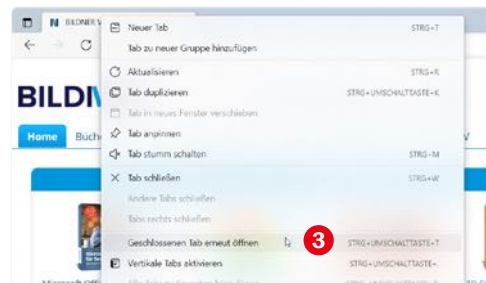 BILDNER V
Neuer Tab STRG+T
Tab zu neuer Gruppe hinzufügen
Aktualisieren STRG+R
Tab duplizieren STRG+UMSCHALTTASTE+K
Tab in neues Fenster verschieben
Tab anpinnen
Tab stumm schalten STRG+M
Tab schließen STRG+W
Andere Tabs schließen
Tabs rechts schließen
Geschlossenen Tab erneut öffnen 3 STRG+UMSCHALTTASTE+T
Vertikale Tabs aktivieren STRG+UMSCHALTTASTE+,
BILD
Home Büch